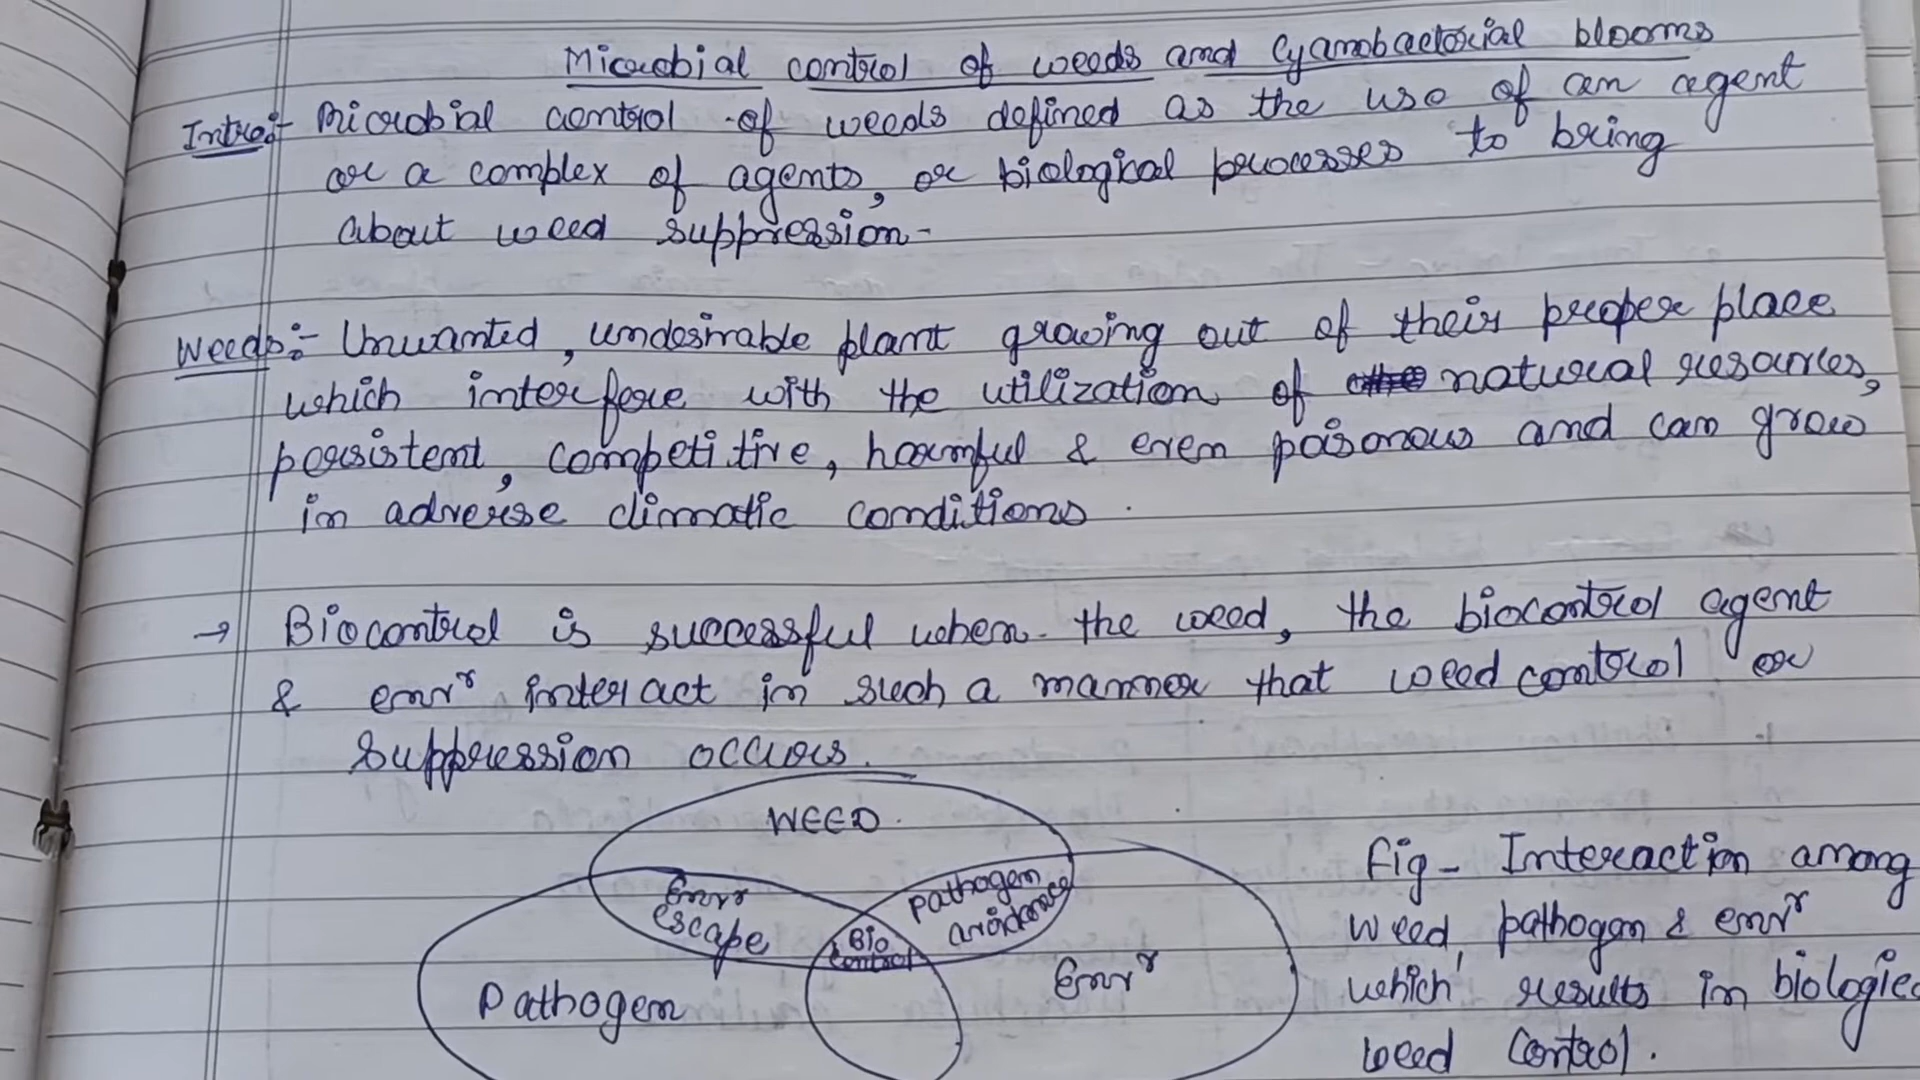 Microbial control of weeds and Cyanobacterial blooms
Intro:- Microbial control of weeds defined as the use of an agent
or a complex of agents, or biological processes to bring
about weed suppression-
Weeds:- Unwanted, undesirable plant growing out of their proper place
which interfere with the utilization of natural resources,
persistent, competitive, harmful & even poisonous and can grow
in adverse climatic conditions.
→ Biocontrol is successful when the weed, the biocontrol agent
& envr interact in such a manner that weed control or
suppression occurs.
WEED
Envr
escape
pathogen
avoidance
Bio
control
Pathogen
Envr
Fig- Interaction among
weed, pathogen & envr
which results in biologic
weed control.